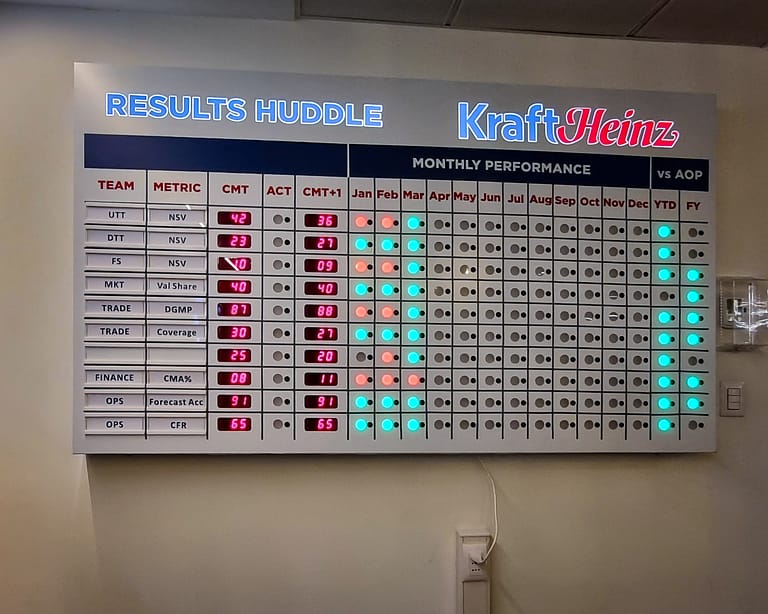 RESULTS HUDDLE KraftHeinz
MONTHLY PERFORMANCE vs AOP
TEAM METRIC CMT ACT CMT+1 Jan Feb Mar Apr May Jun Jul Aug Sep Oct Nov Dec YTD FY
UTT NSV 42 36
DTT NSV 23 27
FS NSV 10 09
MKT Val Share 40 40
TRADE DGMP 87 88
TRADE Coverage 30 27
25 20
FINANCE CMA% 08 11
OPS Forecast Acc 91 91
OPS CFR 65 65